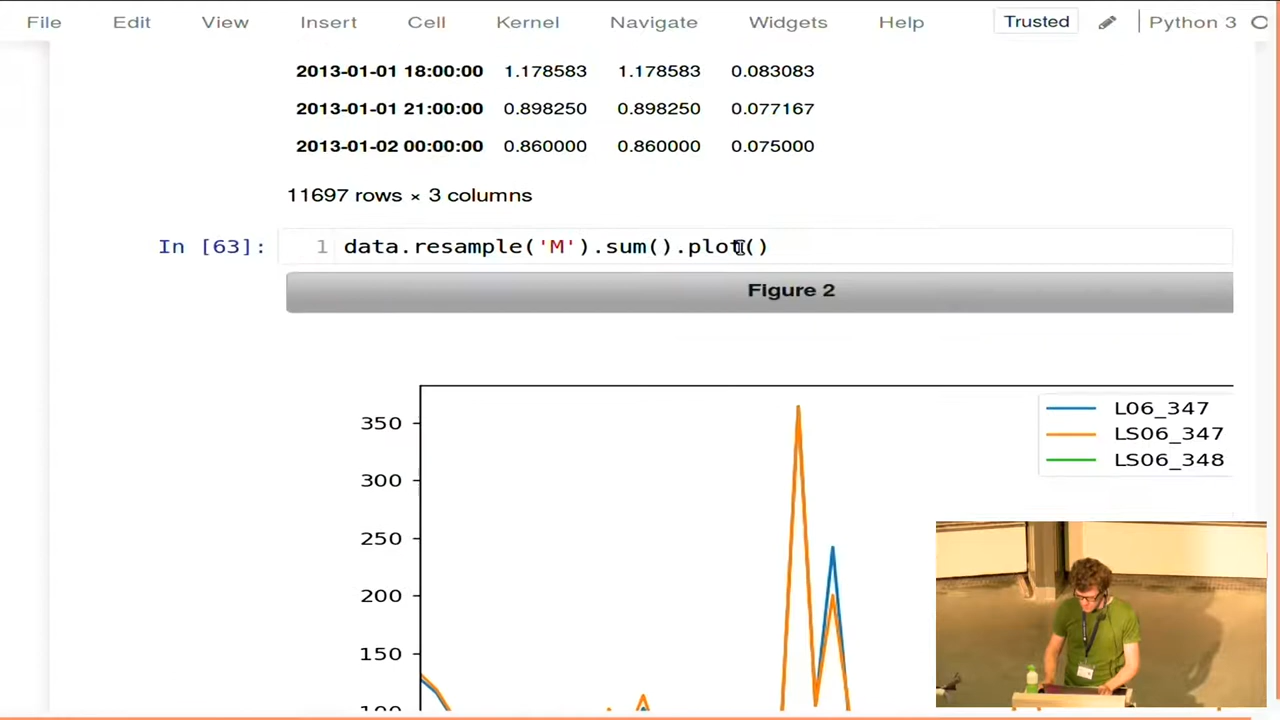 File Edit View Insert Cell Kernel Navigate Widgets Help Trusted Python 3
2013-01-01 18:00:00 1.178583 1.178583 0.083083
2013-01-01 21:00:00 0.898250 0.898250 0.077167
2013-01-02 00:00:00 0.860000 0.860000 0.075000
11697 rows × 3 columns
In [63]: 1 data.resample('M').sum().plot()
Figure 2
350
300
250
200
150
100
L06_347
LS06_347
LS06_348